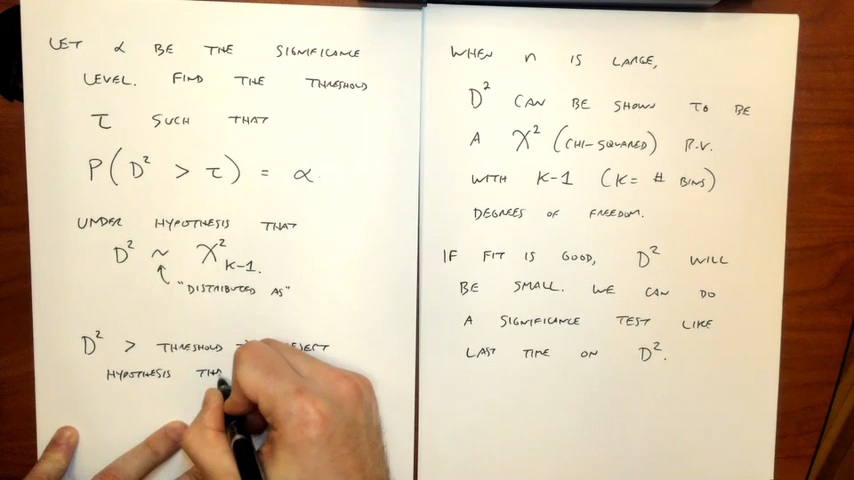 LET α BE THE SIGNIFICANCE
LEVEL. FIND THE THRESHOLD
τ SUCH THAT
P(D² > τ) = α.
UNDER HYPOTHESIS THAT
D² ~ χ²_{K-1}.
"DISTRIBUTED AS"
D² > THRESHOLD
HYPOTHESIS
WHEN n IS LARGE,
D² CAN BE SHOWN TO BE
A χ² (CHI-SQUARED) R.V.
WITH K-1 (K= # BINS)
DEGREES OF FREEDOM.
IF FIT IS GOOD, D² WILL
BE SMALL. WE CAN DO
A SIGNIFICANCE TEST LIKE
LAST TIME ON D².